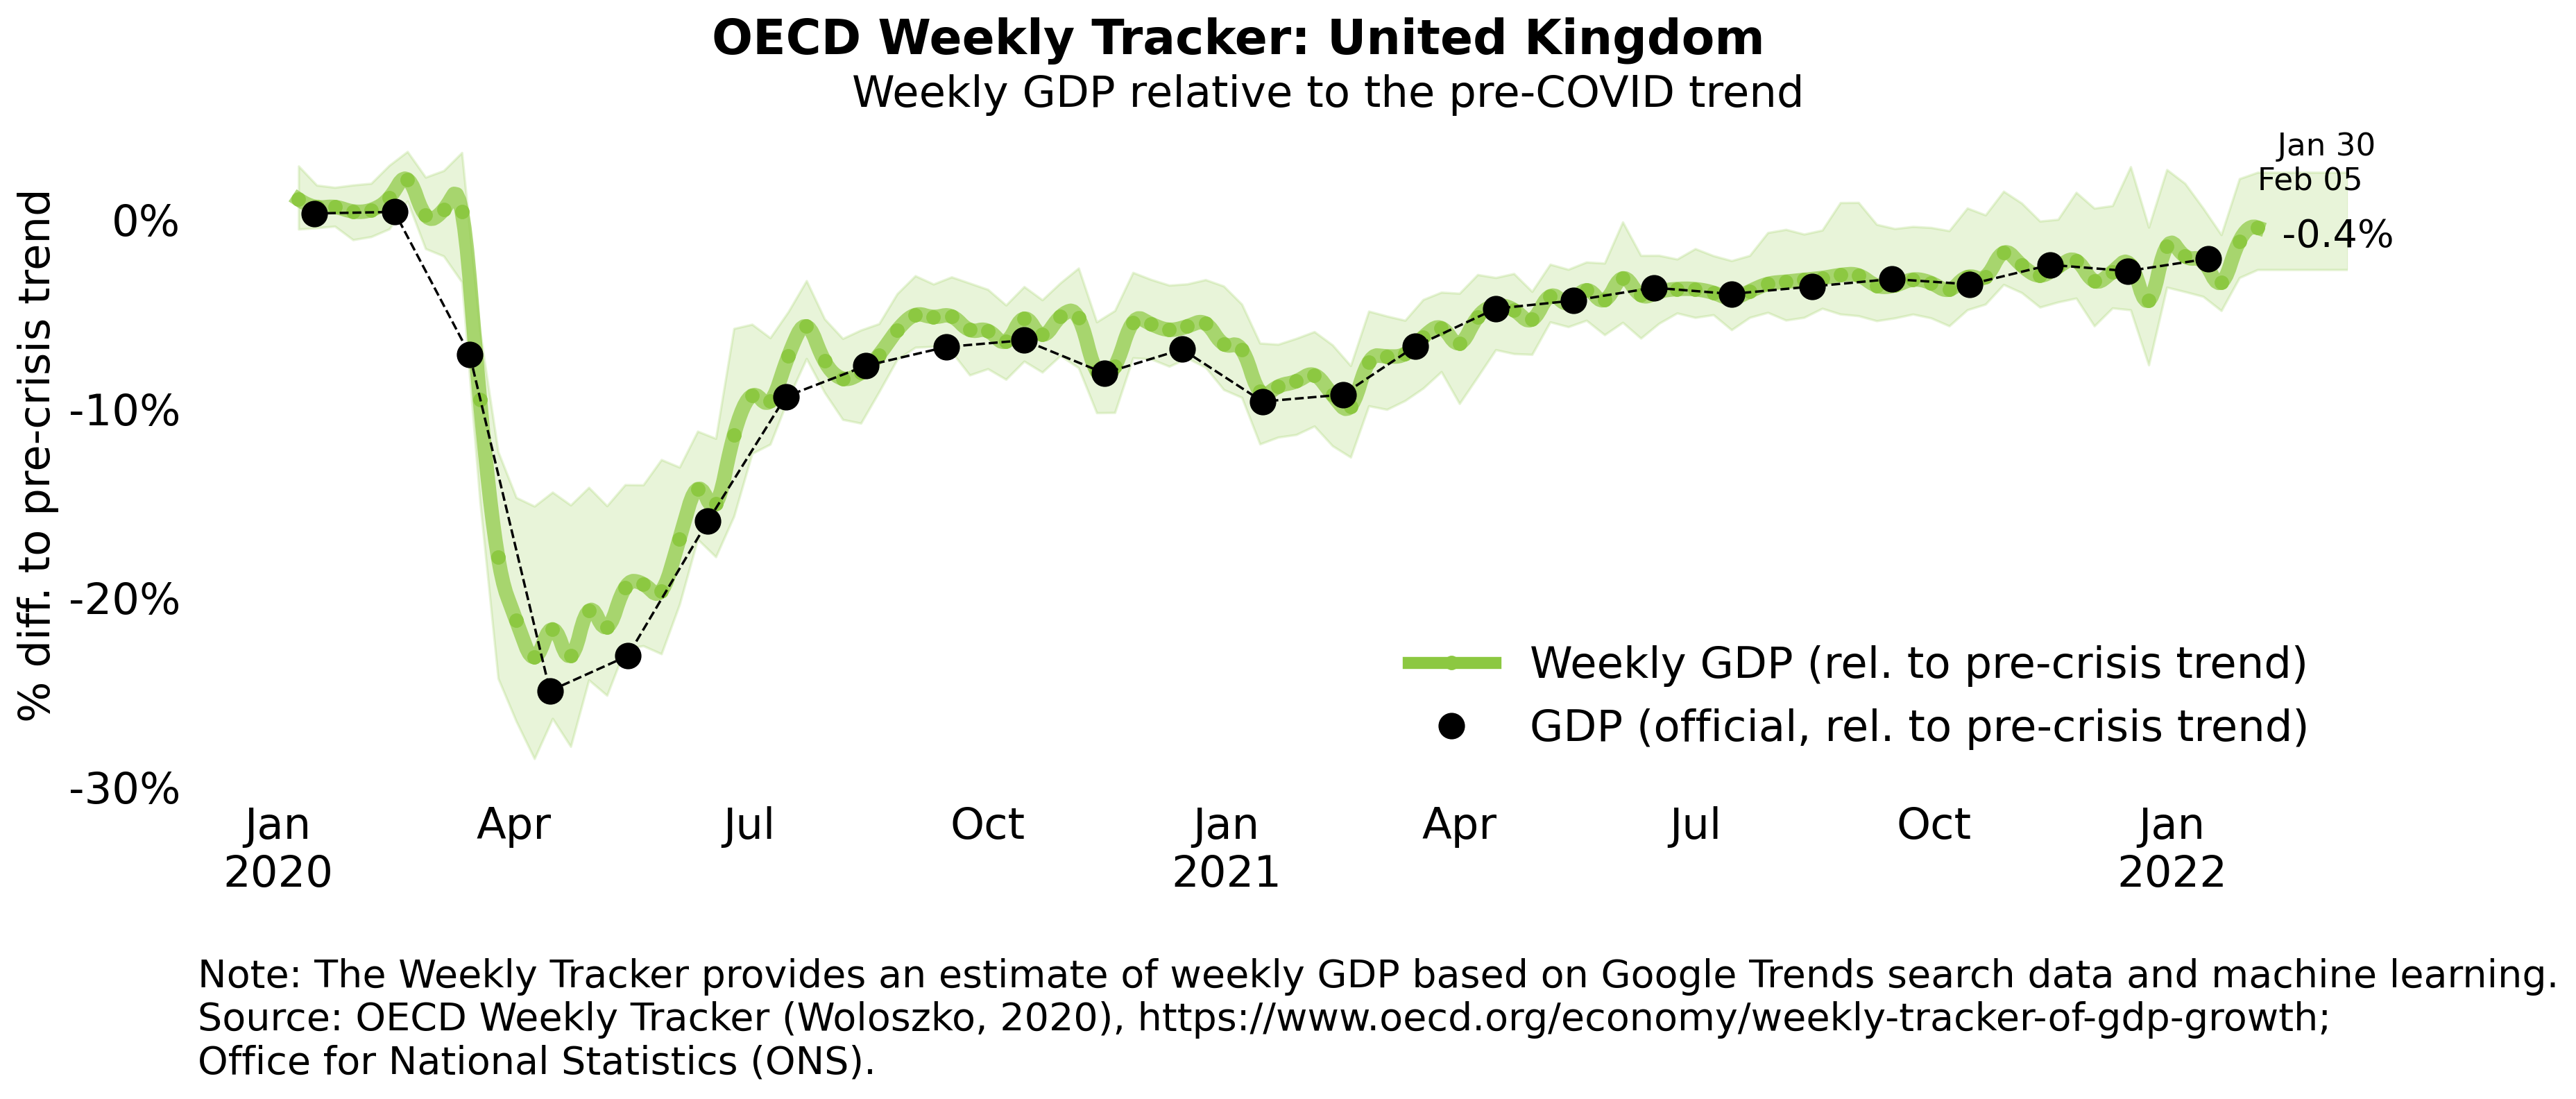 OECD Weekly Tracker: United Kingdom
Weekly GDP relative to the pre-COVID trend
% diff. to pre-crisis trend
0%
-10%
-20%
-30%
Jan 30
Feb 05
-0.4%
Weekly GDP (rel. to pre-crisis trend)
GDP (official, rel. to pre-crisis trend)
Jan Apr Jul Oct Jan Apr Jul Oct Jan
2020 2021 2022
Note: The Weekly Tracker provides an estimate of weekly GDP based on Google Trends search data and machine learning.
Source: OECD Weekly Tracker (Woloszko, 2020), https://www.oecd.org/economy/weekly-tracker-of-gdp-growth;
Office for National Statistics (ONS).